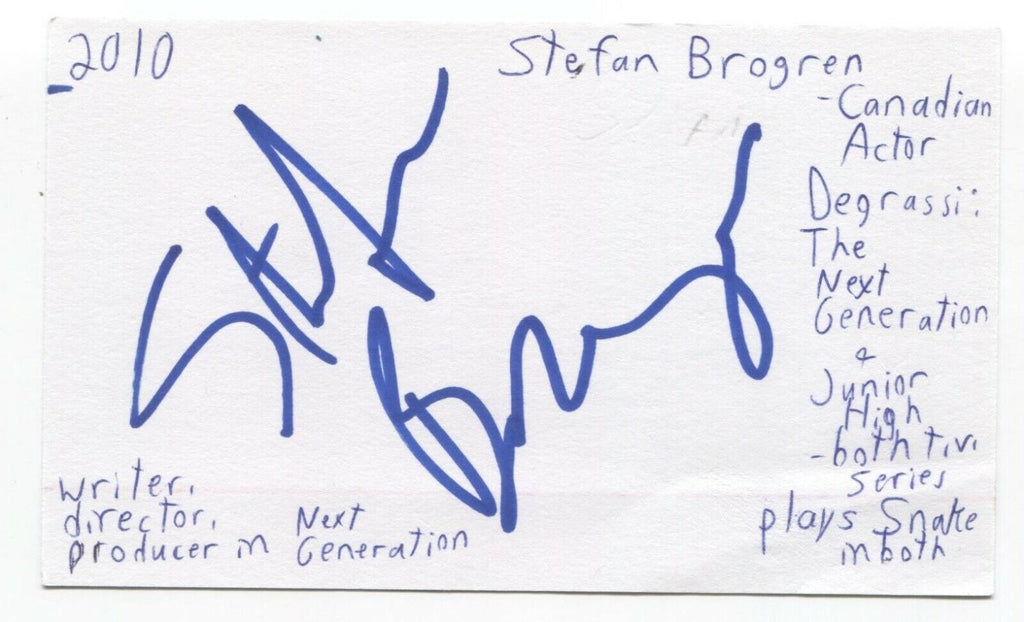 2010
Stefan Brogren
-Canadian
Actor
Degrassi:
The
Next
Generation
&
Junior
High
-both t.v.
series
plays Snake
in both
writer,
director,
producer in Next
Generation